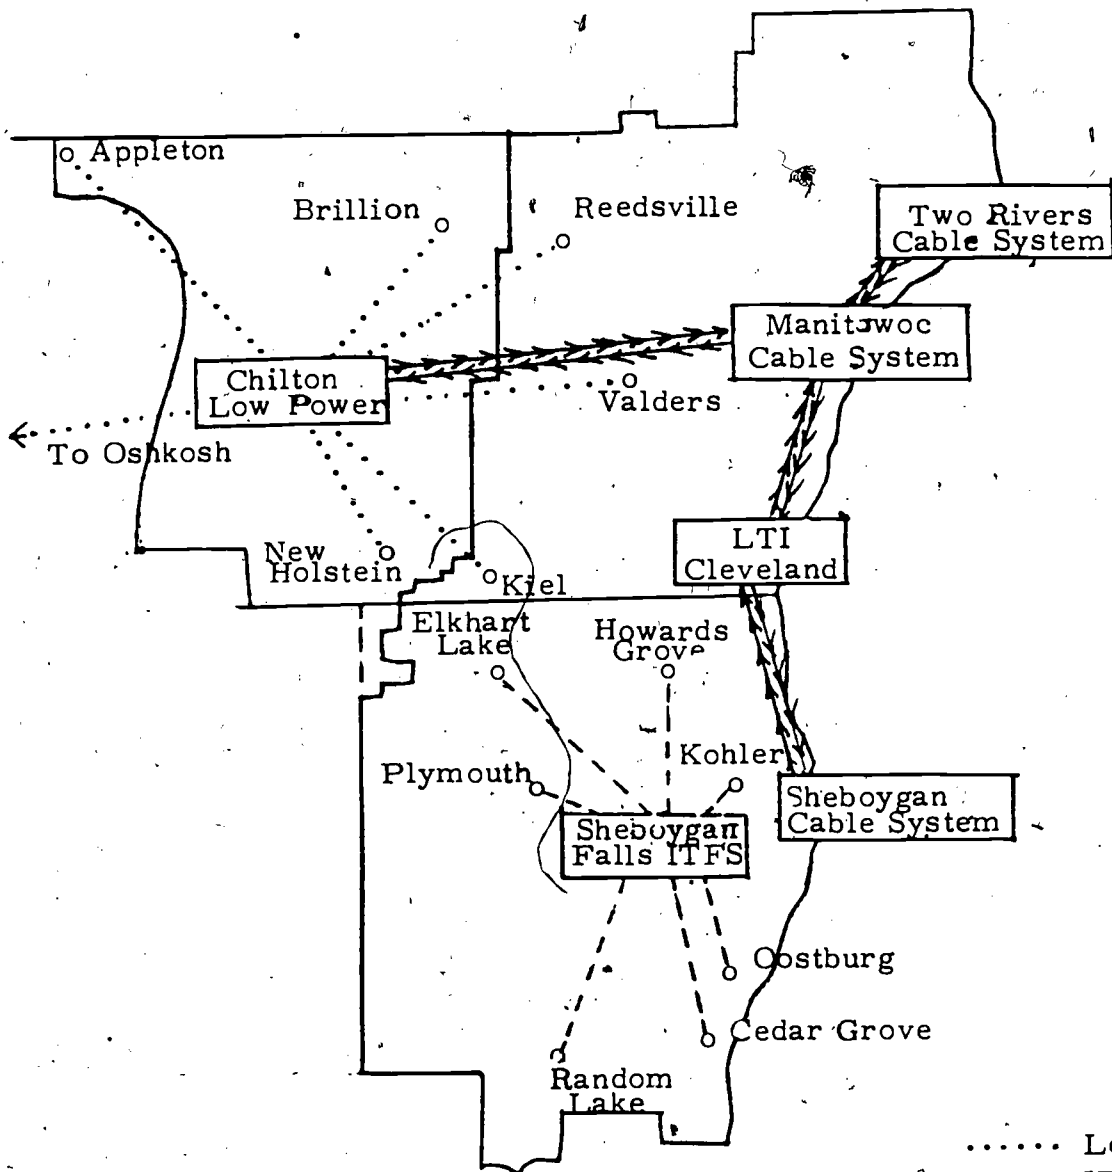 Appleton
Brillion
Reedsville
Two Rivers
Cable System
Manitowoc
Cable System
Chilton
Low Power
Valders
To Oshkosh
LTI
Cleveland
New
Holstein
Kiel
Elkhart
Lake
Howards
Grove
Plymouth
Kohler
Sheboygan
Cable System
Sheboygan
Falls ITFS
Oostburg
Cedar Grove
Random
Lake